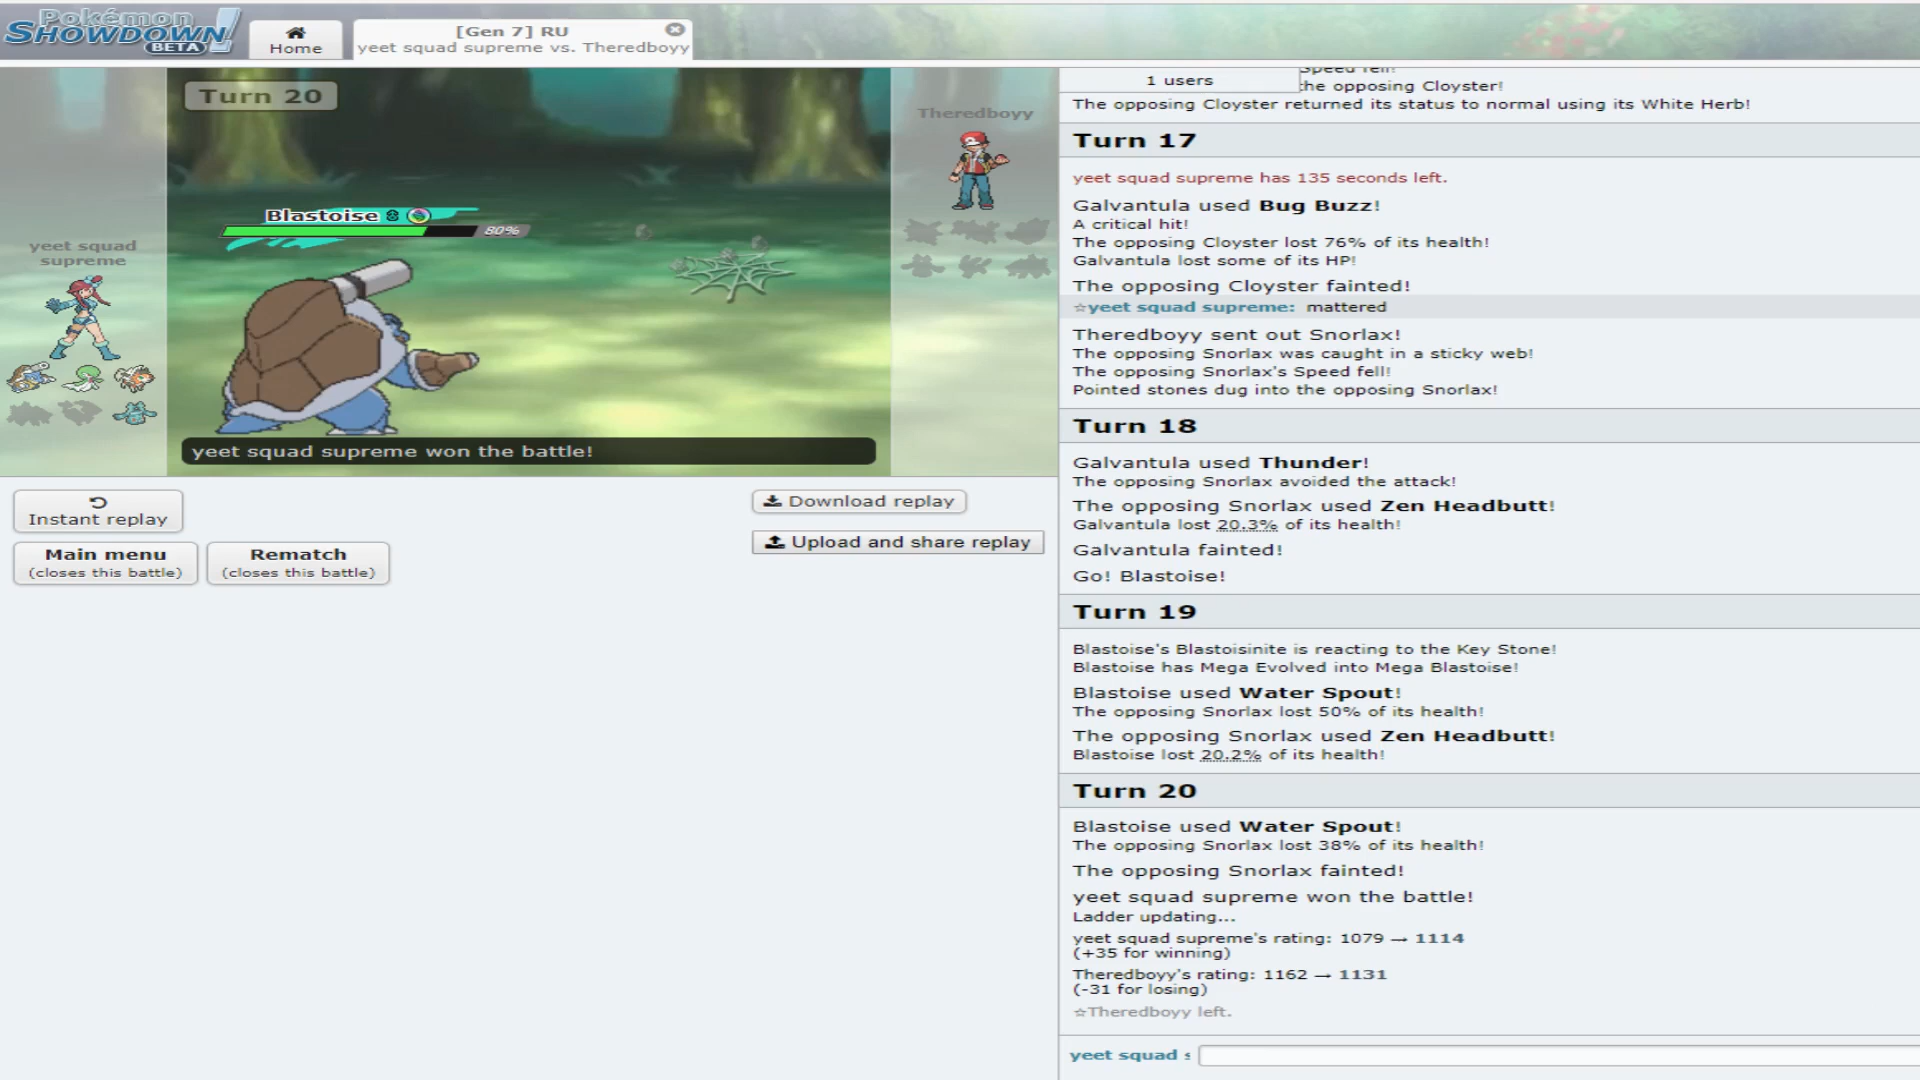 Pokémon
SHOWDOWN!
BETA
Home
[Gen 7] RU
yeet squad supreme vs. Theredboyy
Turn 20
Theredboyy
yeet squad
supreme
Blastoise
80%
yeet squad supreme won the battle!
Instant replay
Download replay
Upload and share replay
Main menu
(closes this battle)
Rematch
(closes this battle)
1 users
Speed fell!
the opposing Cloyster!
The opposing Cloyster returned its status to normal using its White Herb!
Turn 17
yeet squad supreme has 135 seconds left.
Galvantula used Bug Buzz!
A critical hit!
The opposing Cloyster lost 76% of its health!
Galvantula lost some of its HP!
The opposing Cloyster fainted!
☆yeet squad supreme: mattered
Theredboyy sent out Snorlax!
The opposing Snorlax was caught in a sticky web!
The opposing Snorlax's Speed fell!
Pointed stones dug into the opposing Snorlax!
Turn 18
Galvantula used Thunder!
The opposing Snorlax avoided the attack!
The opposing Snorlax used Zen Headbutt!
Galvantula lost 20.3% of its health!
Galvantula fainted!
Go! Blastoise!
Turn 19
Blastoise's Blastoisinite is reacting to the Key Stone!
Blastoise has Mega Evolved into Mega Blastoise!
Blastoise used Water Spout!
The opposing Snorlax lost 50% of its health!
The opposing Snorlax used Zen Headbutt!
Blastoise lost 20.2% of its health!
Turn 20
Blastoise used Water Spout!
The opposing Snorlax lost 38% of its health!
The opposing Snorlax fainted!
yeet squad supreme won the battle!
Ladder updating...
yeet squad supreme's rating: 1079 → 1114
(+35 for winning)
Theredboyy's rating: 1162 → 1131
(-31 for losing)
☆Theredboyy left.
yeet squad s